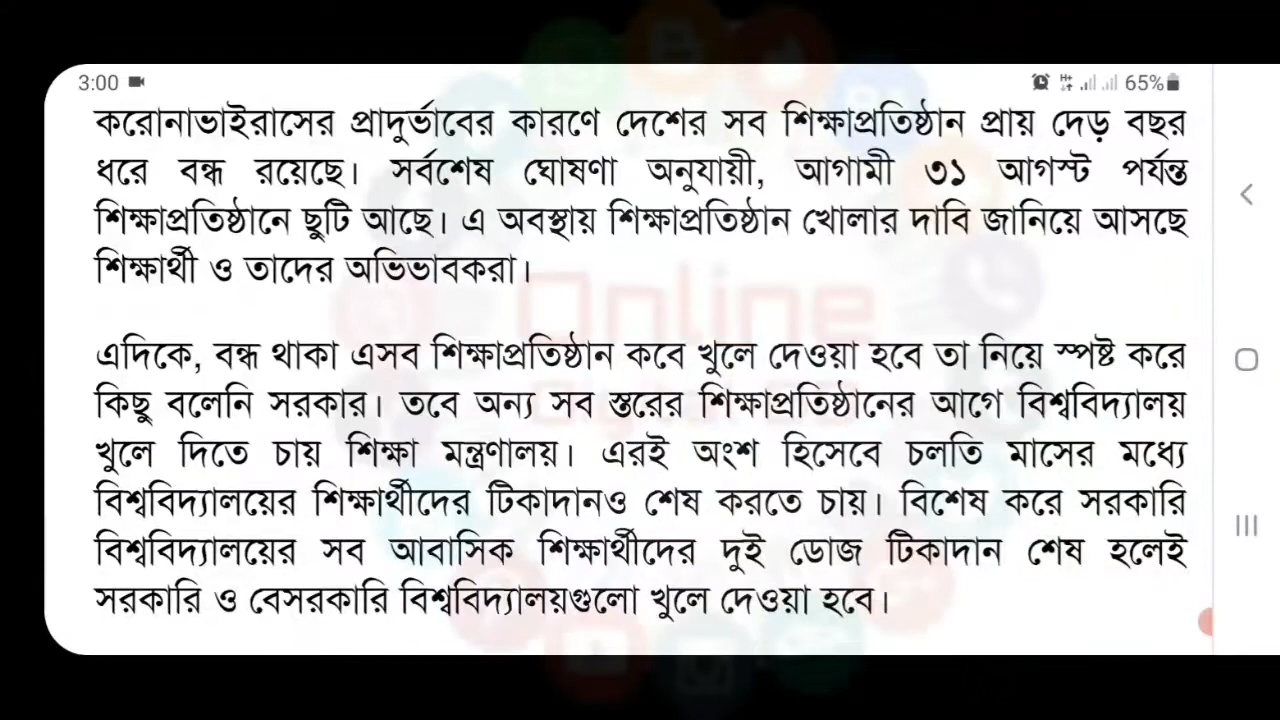 3:00
H+
65%
করোনাভাইরাসের প্রাদুর্ভাবের কারণে দেশের সব শিক্ষাপ্রতিষ্ঠান প্রায় দেড় বছর
ধরে বন্ধ রয়েছে। সর্বশেষ ঘোষণা অনুযায়ী, আগামী ৩১ আগস্ট পর্যন্ত
শিক্ষাপ্রতিষ্ঠানে ছুটি আছে। এ অবস্থায় শিক্ষাপ্রতিষ্ঠান খোলার দাবি জানিয়ে আসছে
শিক্ষার্থী ও তাদের অভিভাবকরা।
Online
এদিকে, বন্ধ থাকা এসব শিক্ষাপ্রতিষ্ঠান কবে খুলে দেওয়া হবে তা নিয়ে স্পষ্ট করে
কিছু বলেনি সরকার। তবে অন্য সব স্তরের শিক্ষাপ্রতিষ্ঠানের আগে বিশ্ববিদ্যালয়
খুলে দিতে চায় শিক্ষা মন্ত্রণালয়। এরই অংশ হিসেবে চলতি মাসের মধ্যে
বিশ্ববিদ্যালয়ের শিক্ষার্থীদের টিকাদানও শেষ করতে চায়। বিশেষ করে সরকারি
বিশ্ববিদ্যালয়ের সব আবাসিক শিক্ষার্থীদের দুই ডোজ টিকাদান শেষ হলেই
সরকারি ও বেসরকারি বিশ্ববিদ্যালয়গুলো খুলে দেওয়া হবে।